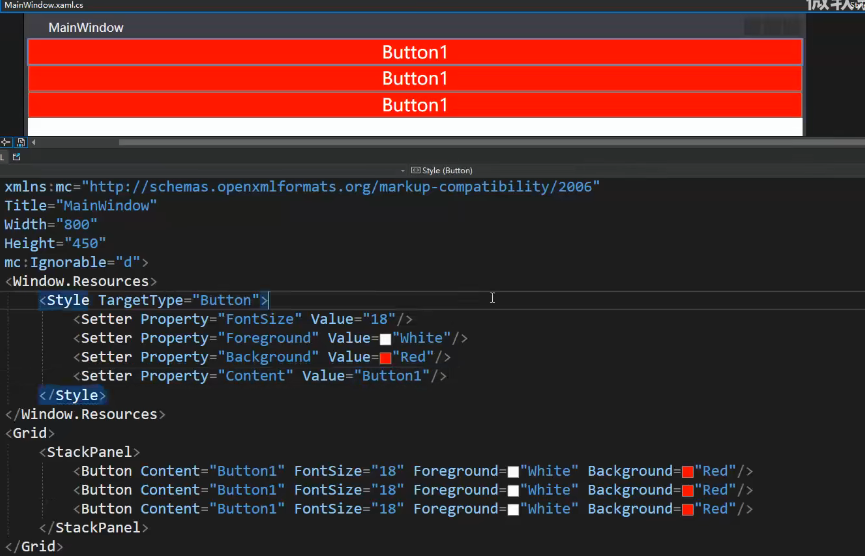 MainWindow.xaml.cs
MainWindow
Button1
Button1
Button1
Style (Button)
xmlns:mc="http://schemas.openxmlformats.org/markup-compatibility/2006"
Title="MainWindow"
Width="800"
Height="450"
mc:Ignorable="d">
<Window.Resources>
<Style TargetType="Button">
<Setter Property="FontSize" Value="18"/>
<Setter Property="Foreground" Value="White"/>
<Setter Property="Background" Value="Red"/>
<Setter Property="Content" Value="Button1"/>
</Style>
</Window.Resources>
<Grid>
<StackPanel>
<Button Content="Button1" FontSize="18" Foreground="White" Background="Red"/>
<Button Content="Button1" FontSize="18" Foreground="White" Background="Red"/>
<Button Content="Button1" FontSize="18" Foreground="White" Background="Red"/>
</StackPanel>
</Grid>